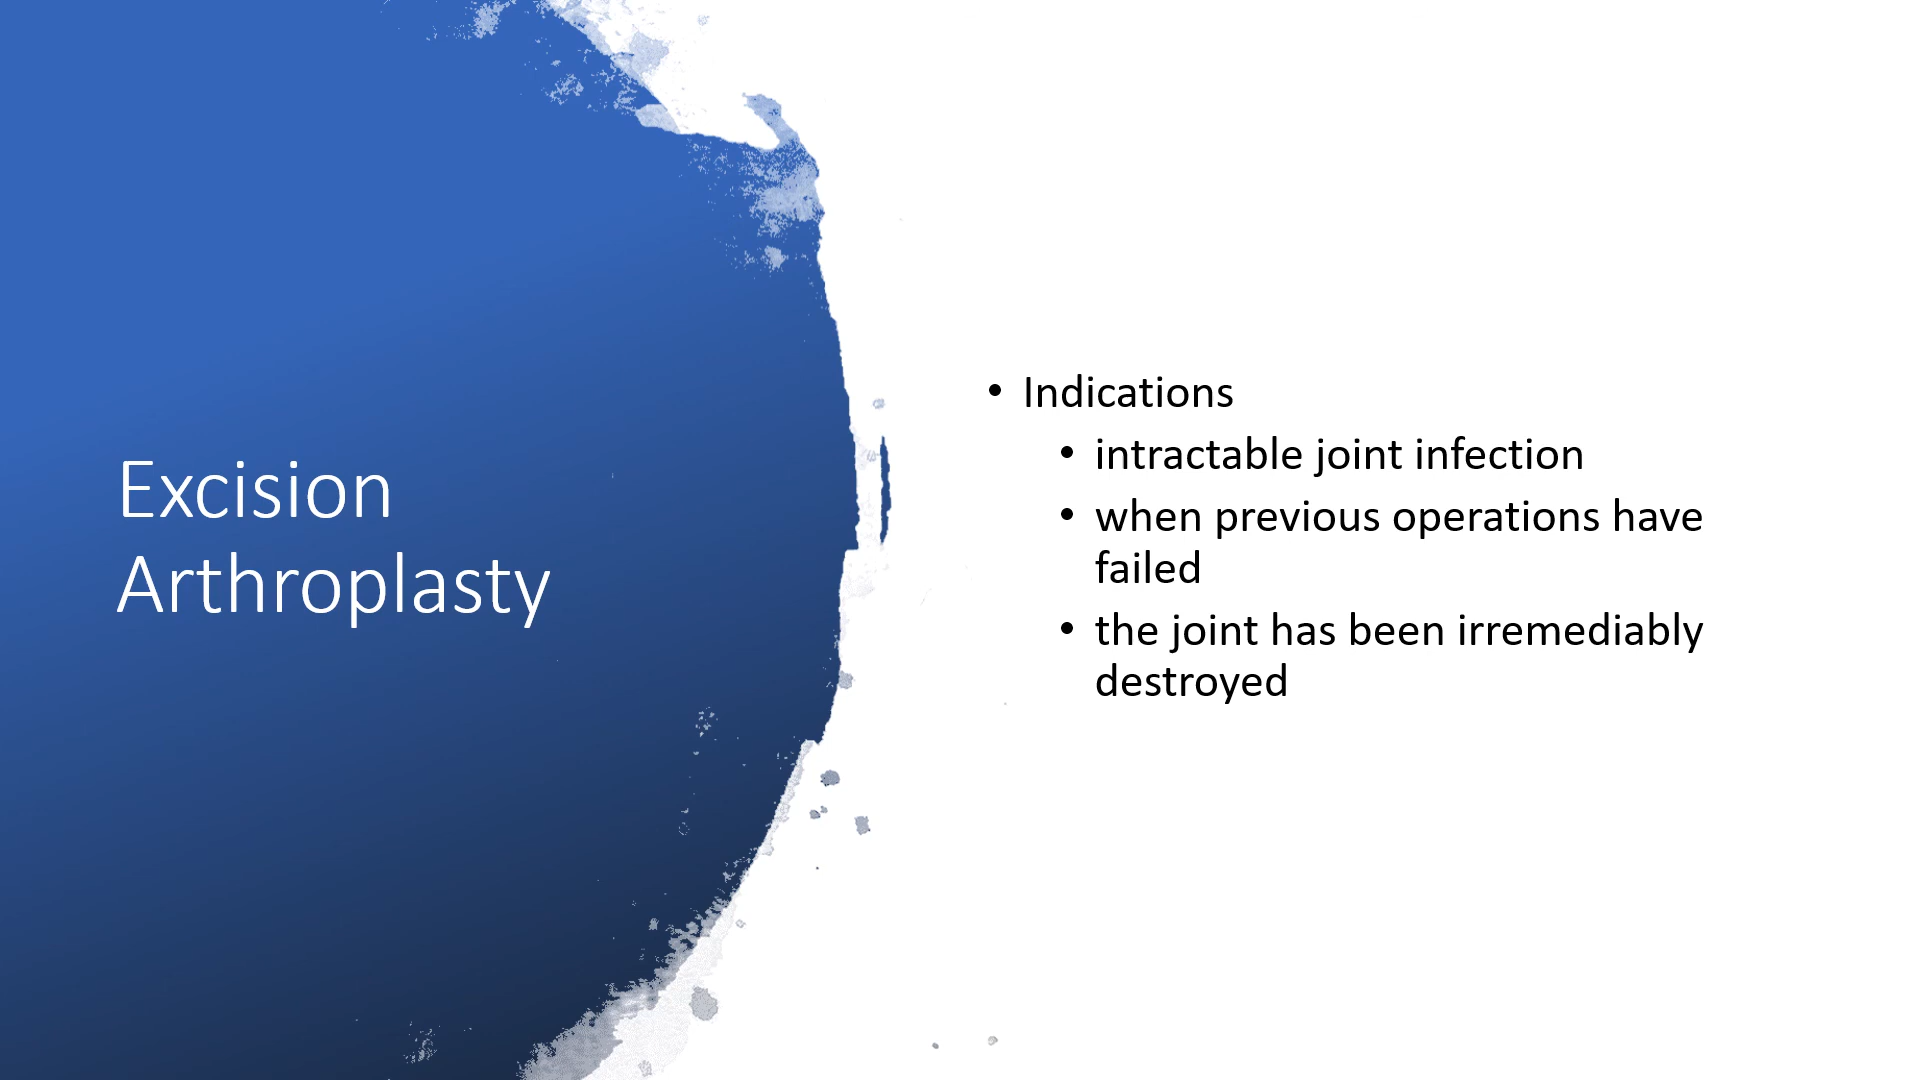 Excision
Arthroplasty
• Indications
• intractable joint infection
• when previous operations have
failed
• the joint has been irremediably
destroyed